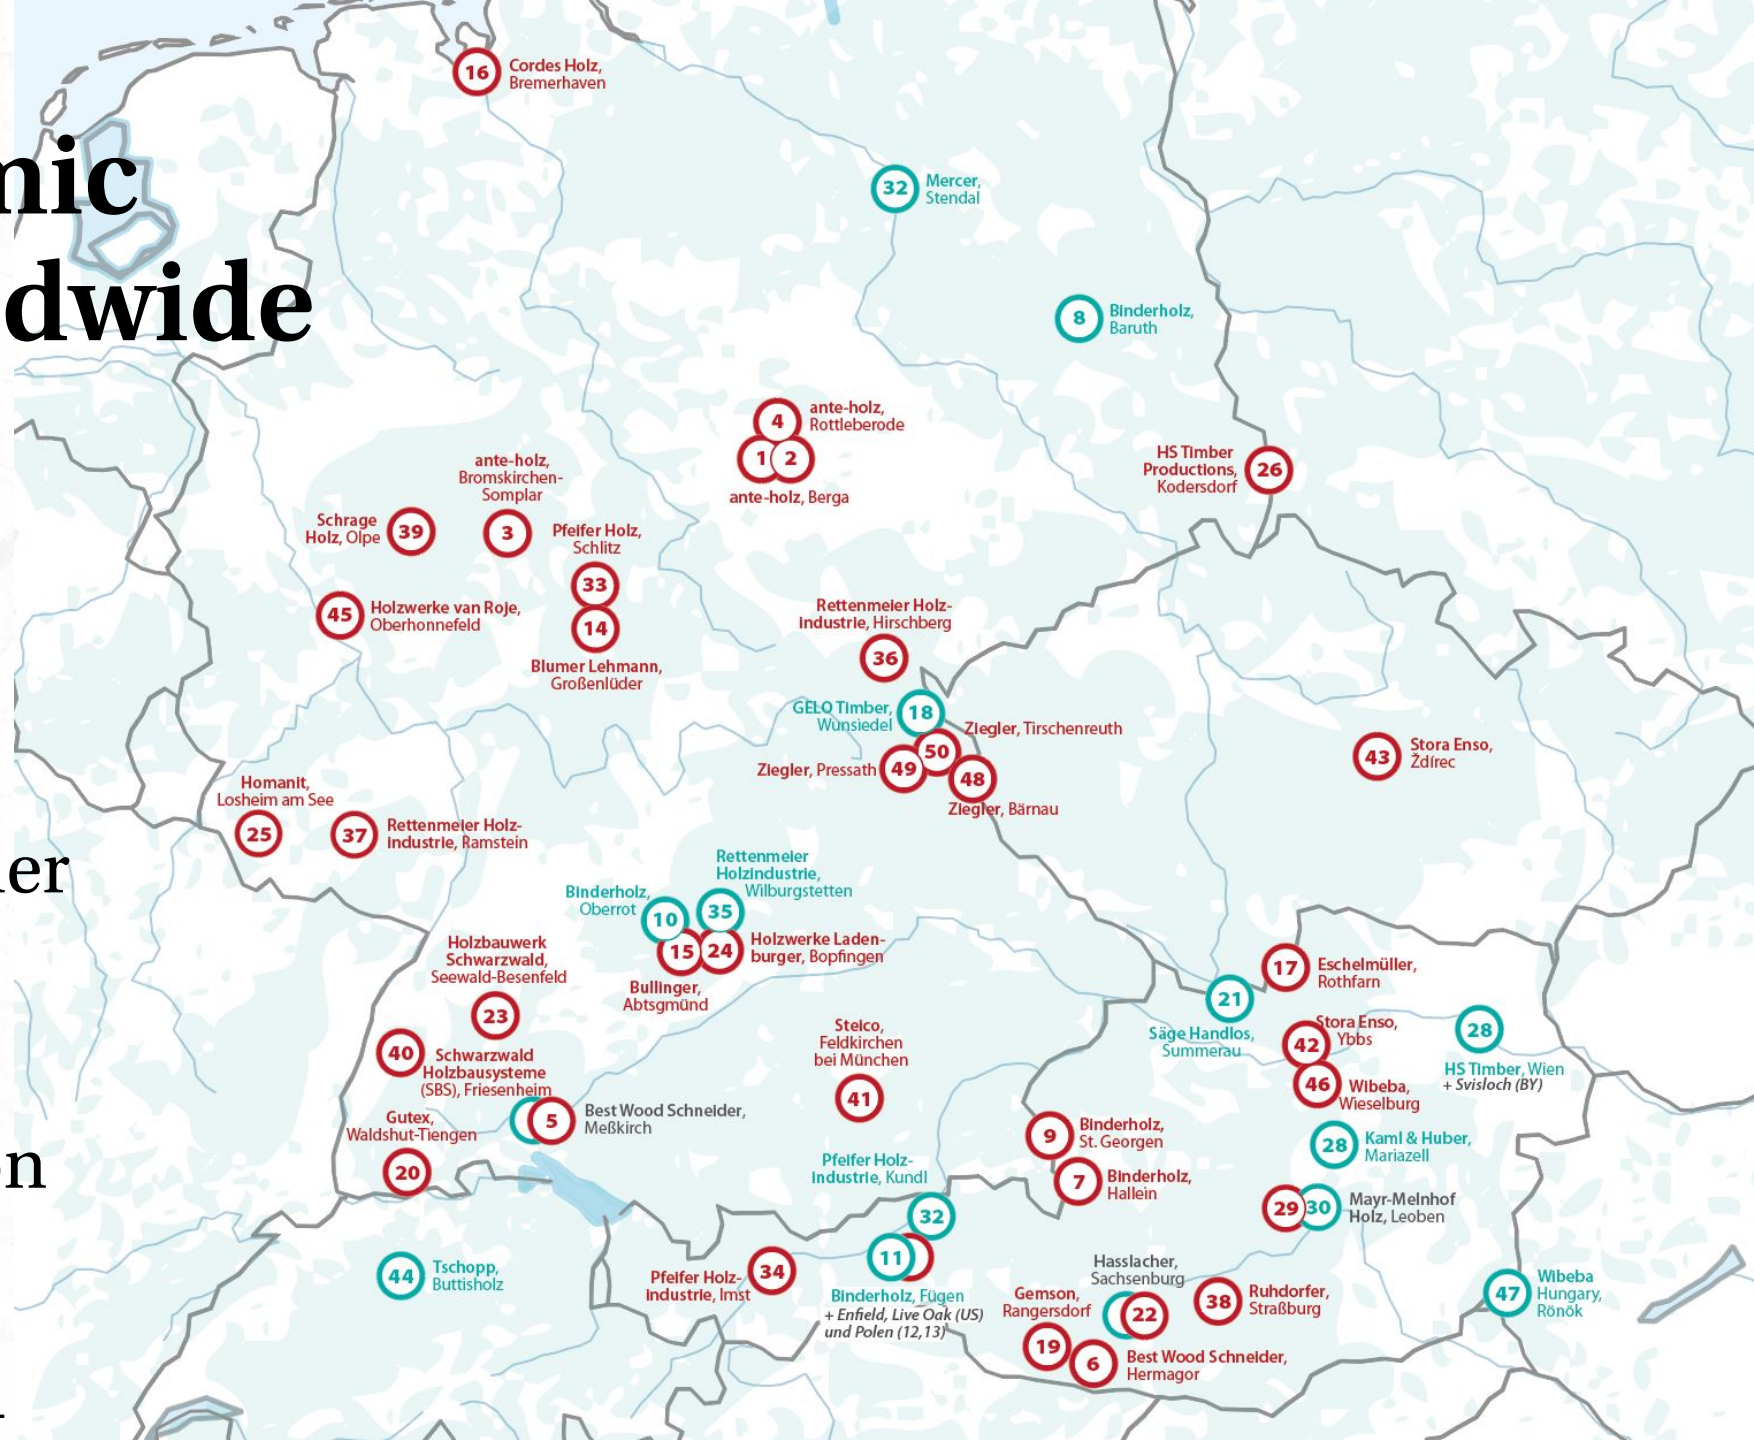 mic
dwide
er
n
16
Cordes Holz,
Bremerhaven
32
Mercer,
Stendal
8
Binderholz,
Baruth
4
ante-holz,
Rottleberode
1
2
ante-holz, Berga
HS Timber
Productions,
Kodersdorf
26
ante-holz,
Bromskirchen-
Somplar
3
Schrage
Holz, Olpe
39
Pfeifer Holz,
Schlitz
33
14
Blumer Lehmann,
Großenlüder
45
Holzwerke van Roje,
Oberhonnefeld
Rettenmeier Holz-
industrie, Hirschberg
36
GELO Timber,
Wunsiedel
18
Ziegler, Tirschenreuth
50
Ziegler, Pressath
49
48
Ziegler, Bärnau
43
Stora Enso,
Ždírec
Homanit,
Losheim am See
25
37
Rettenmeier Holz-
industrie, Ramstein
Rettenmeier
Holzindustrie,
Wilburgstetten
35
Binderholz,
Oberrot
10
15
24
Holzwerke Laden-
burger, Bopfingen
Bullinger,
Abtsgmünd
Holzbauwerk
Schwarzwald,
Seewald-Besenfeld
23
40
Schwarzwald
Holzbausysteme
(SBS), Friesenheim
5
Best Wood Schneider,
Meßkirch
Gutex,
Waldshut-Tiengen
20
Steico,
Feldkirchen
bei München
41
17
Eschelmüller,
Rothfarn
21
Säge Handlos,
Summerau
Stora Enso,
Ybbs
42
46
Wibeba,
Wieselburg
28
HS Timber, Wien
+ Svisloch (BY)
9
Binderholz,
St. Georgen
7
Binderholz,
Hallein
28
Kaml & Huber,
Mariazell
29
30
Mayr-Melnhof
Holz, Leoben
Pfeifer Holz-
industrie, Kundl
32
11
Binderholz, Fügen
+ Enfield, Live Oak (US)
und Polen (12,13)
Pfeifer Holz-
industrie, Imst
34
44
Tschopp,
Buttisholz
Hasslacher,
Sachsenburg
22
38
Ruhdorfer,
Straßburg
Gemson,
Rangersdorf
19
6
Best Wood Schneider,
Hermagor
47
Wibeba
Hungary,
Rönök